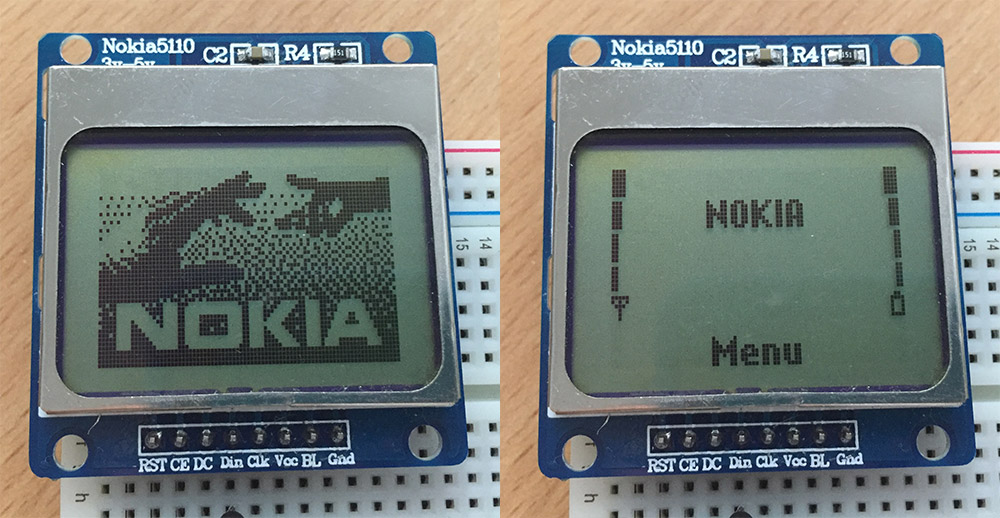 Nokia5110
3v-5v
C2 R4 151
NOKIA
RST CE DC Din Clk Vcc BL Gnd
15 14
h
Nokia5110
3v-5v
C2 R4 151
NOKIA
Menu
RST CE DC Din Clk Vcc BL Gnd
15 14
h